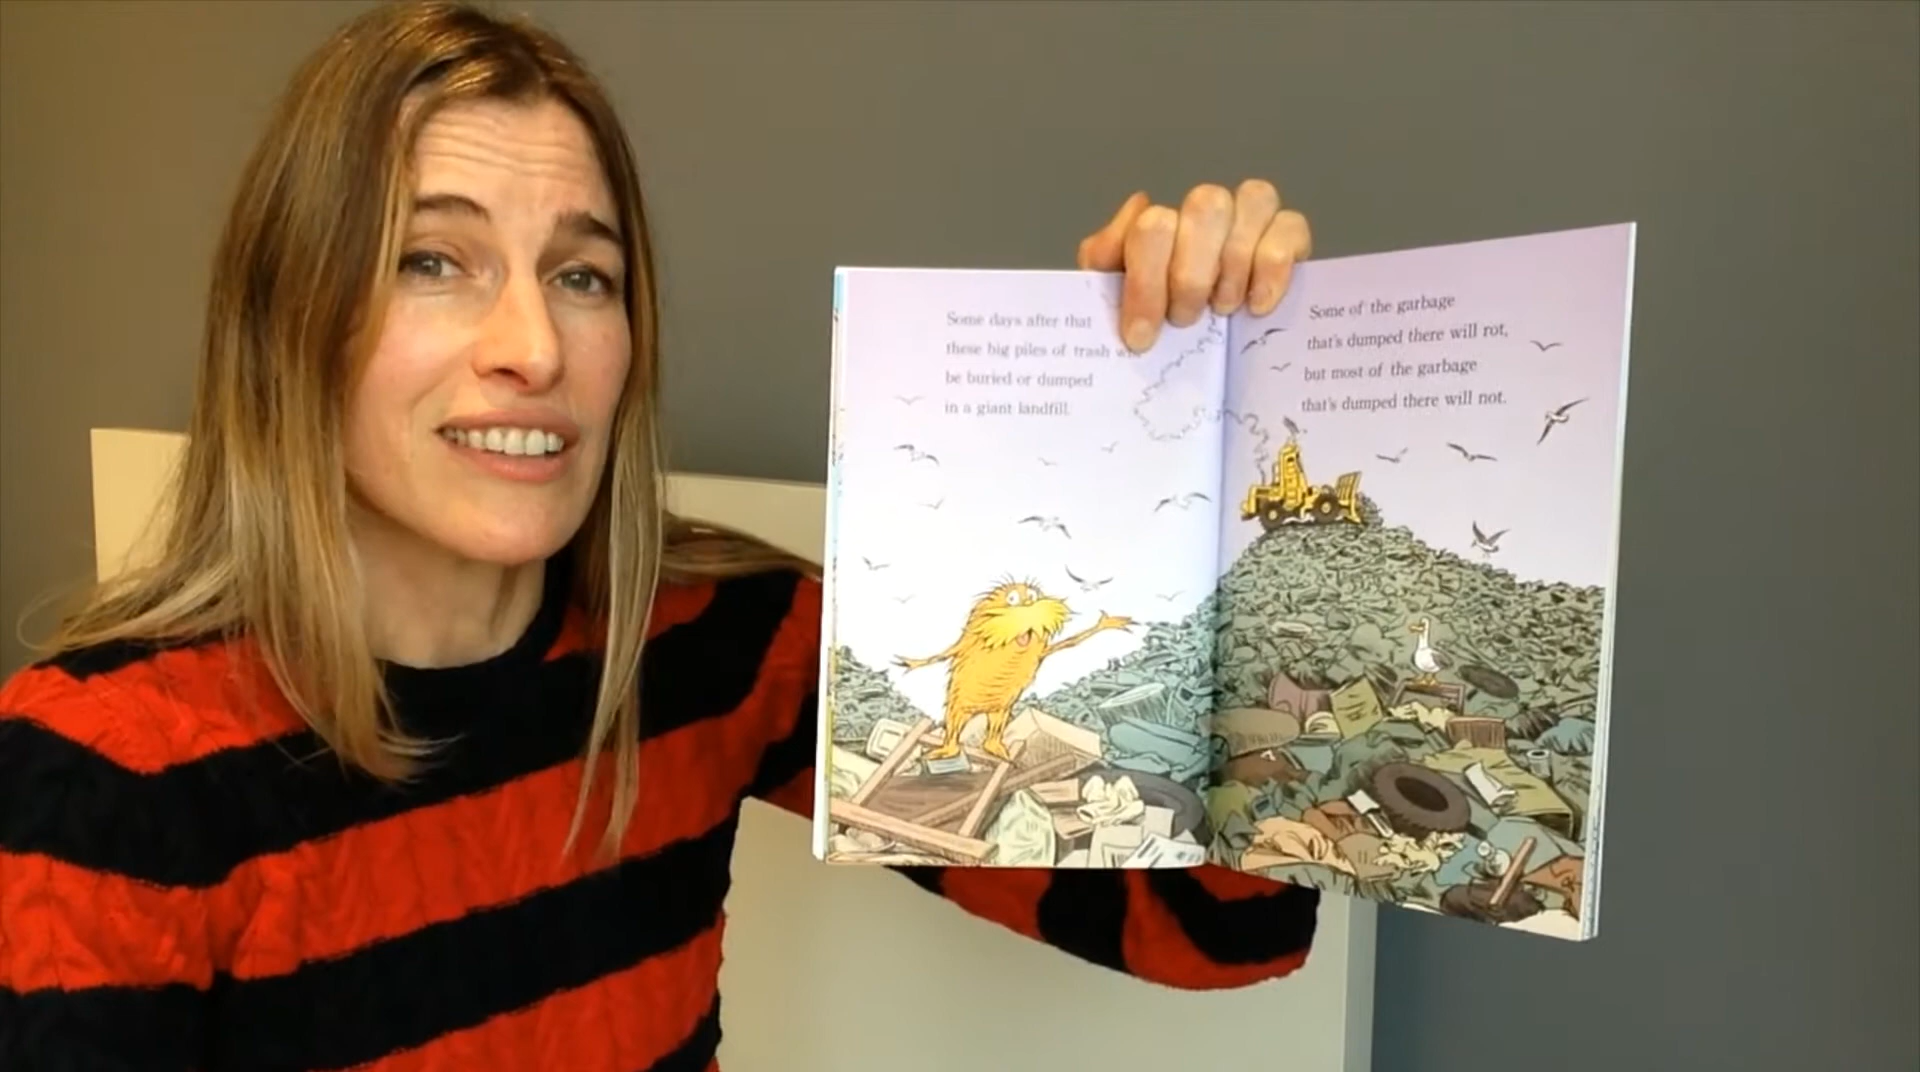 Some days after that
these big piles of trash
be buried or dumped
in a giant landfill.
Some of the garbage
that's dumped there will rot,
but most of the garbage
that's dumped there will not.